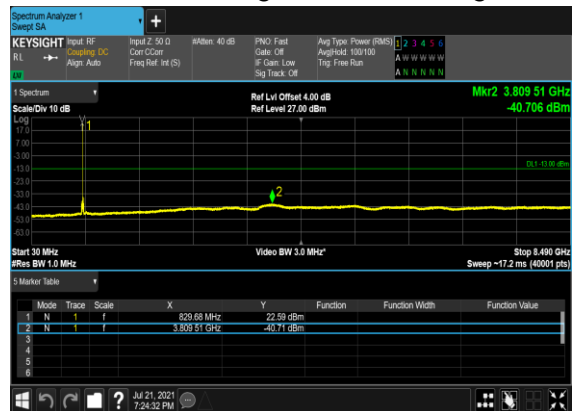 Spectrum Analyzer 1
Swept SA
+
KEYSIGHT Input: RF Input Z: 50 Ω #Atten: 40 dB PNO: Fast Avg Type: Power (RMS) 1 2 3 4 5 6
RL Coupling: DC Corr CCorr Gate: Off Avg|Hold: 100/100 A W W W W W
Align: Auto Freq Ref: Int (S) IF Gain: Low Trig: Free Run
Sig Track: Off A N N N N N
1 Spectrum Ref Lvl Offset 4.00 dB Mkr2 3.809 51 GHz
Scale/Div 10 dB Ref Level 27.00 dBm -40.706 dBm
Log
17.0 1
7.00
-3.00
-13.0 DL1 -13.00 dBm
-23.0
-33.0 2
-43.0
-53.0
-63.0
Start 30 MHz Video BW 3.0 MHz* Stop 8.490 GHz
#Res BW 1.0 MHz Sweep ~17.2 ms (40001 pts)
5 Marker Table
Mode Trace Scale X Y Function Function Width Function Value
1 N 1 f 829.68 MHz 22.59 dBm
2 N 1 f 3.809 51 GHz -40.71 dBm
3
4
5
6
? Jul 21, 2021
7:24:32 PM